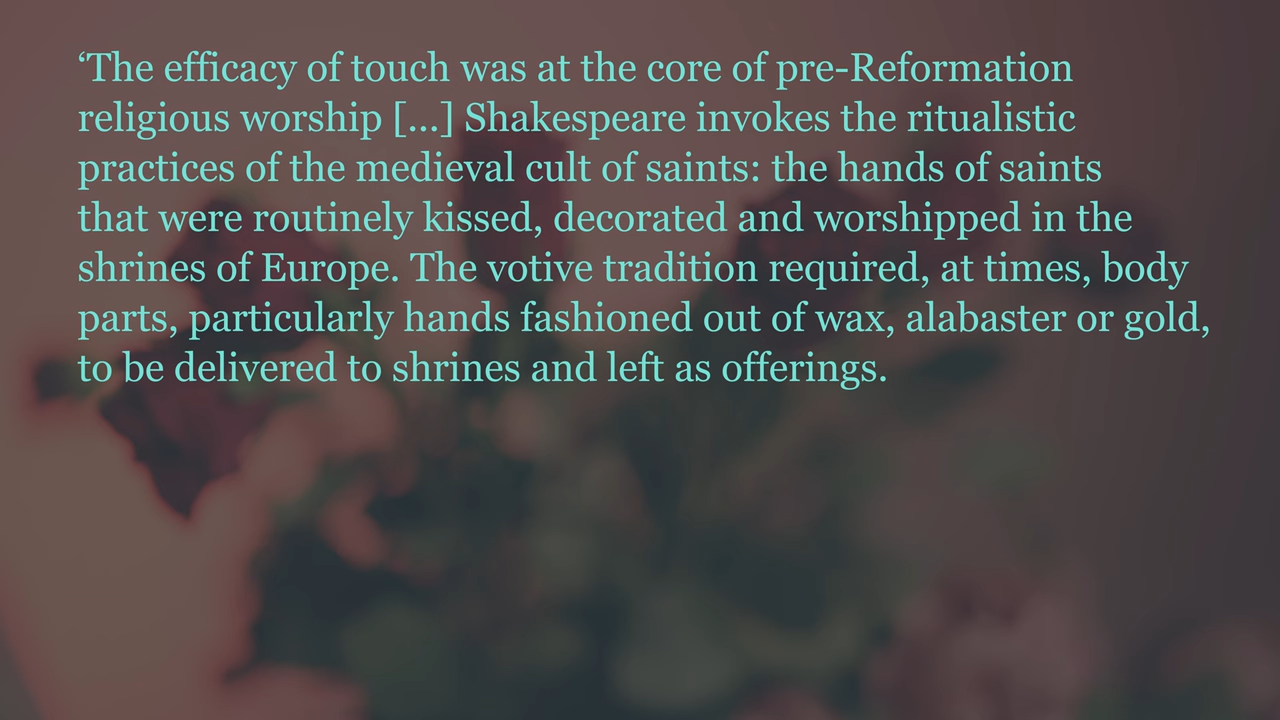 ‘The efficacy of touch was at the core of pre-Reformation
religious worship [...] Shakespeare invokes the ritualistic
practices of the medieval cult of saints: the hands of saints
that were routinely kissed, decorated and worshipped in the
shrines of Europe. The votive tradition required, at times, body
parts, particularly hands fashioned out of wax, alabaster or gold,
to be delivered to shrines and left as offerings.